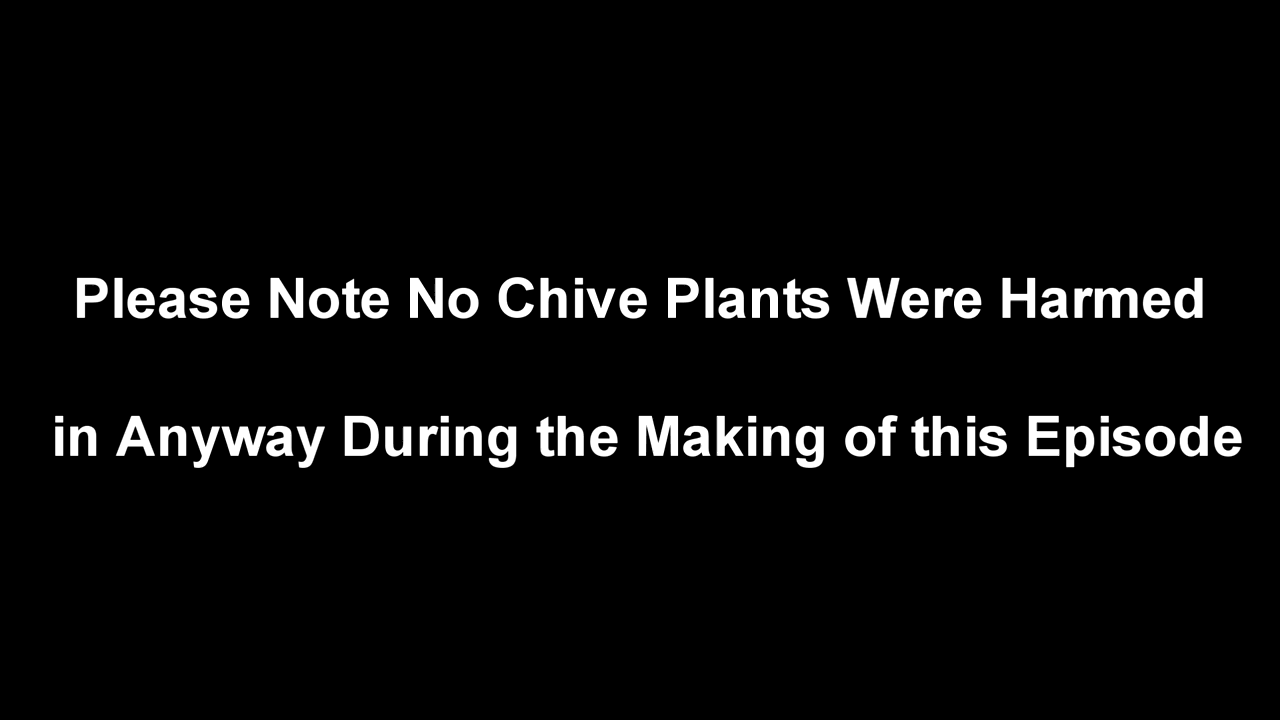 Please Note No Chive Plants Were Harmed
in Anyway During the Making of this Episode